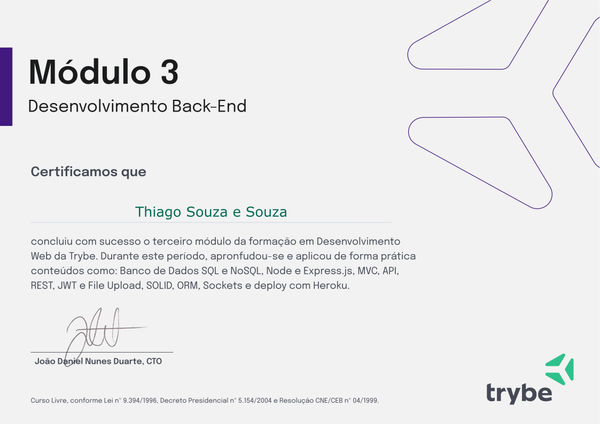 Módulo 3
Desenvolvimento Back-End
Certificamos que
Thiago Souza e Souza
concluiu com sucesso o terceiro módulo da formação em Desenvolvimento
Web da Trybe. Durante este período, apronfudou-se e aplicou de forma prática
conteúdos como: Banco de Dados SQL e NoSQL, Node e Express.js, MVC, API,
REST, JWT e File Upload, SOLID, ORM, Sockets e deploy com Heroku.
João Daniel Nunes Duarte, CTO
trybe
Curso Livre, conforme Lei n° 9.394/1996, Decreto Presidencial n° 5.154/2004 e Resolução CNE/CEB n° 04/1999.